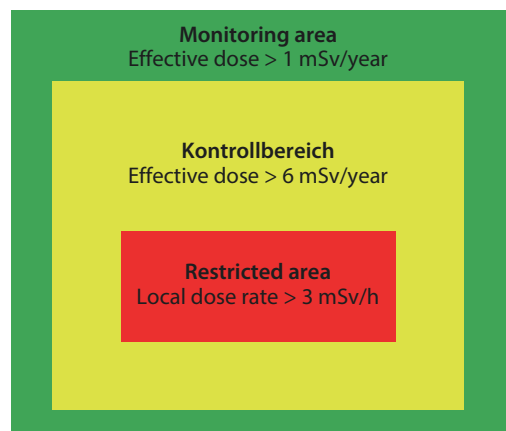 Monitoring area
Effective dose > 1 mSv/year
Kontrollbereich
Effective dose > 6 mSv/year
Restricted area
Local dose rate > 3 mSv/h